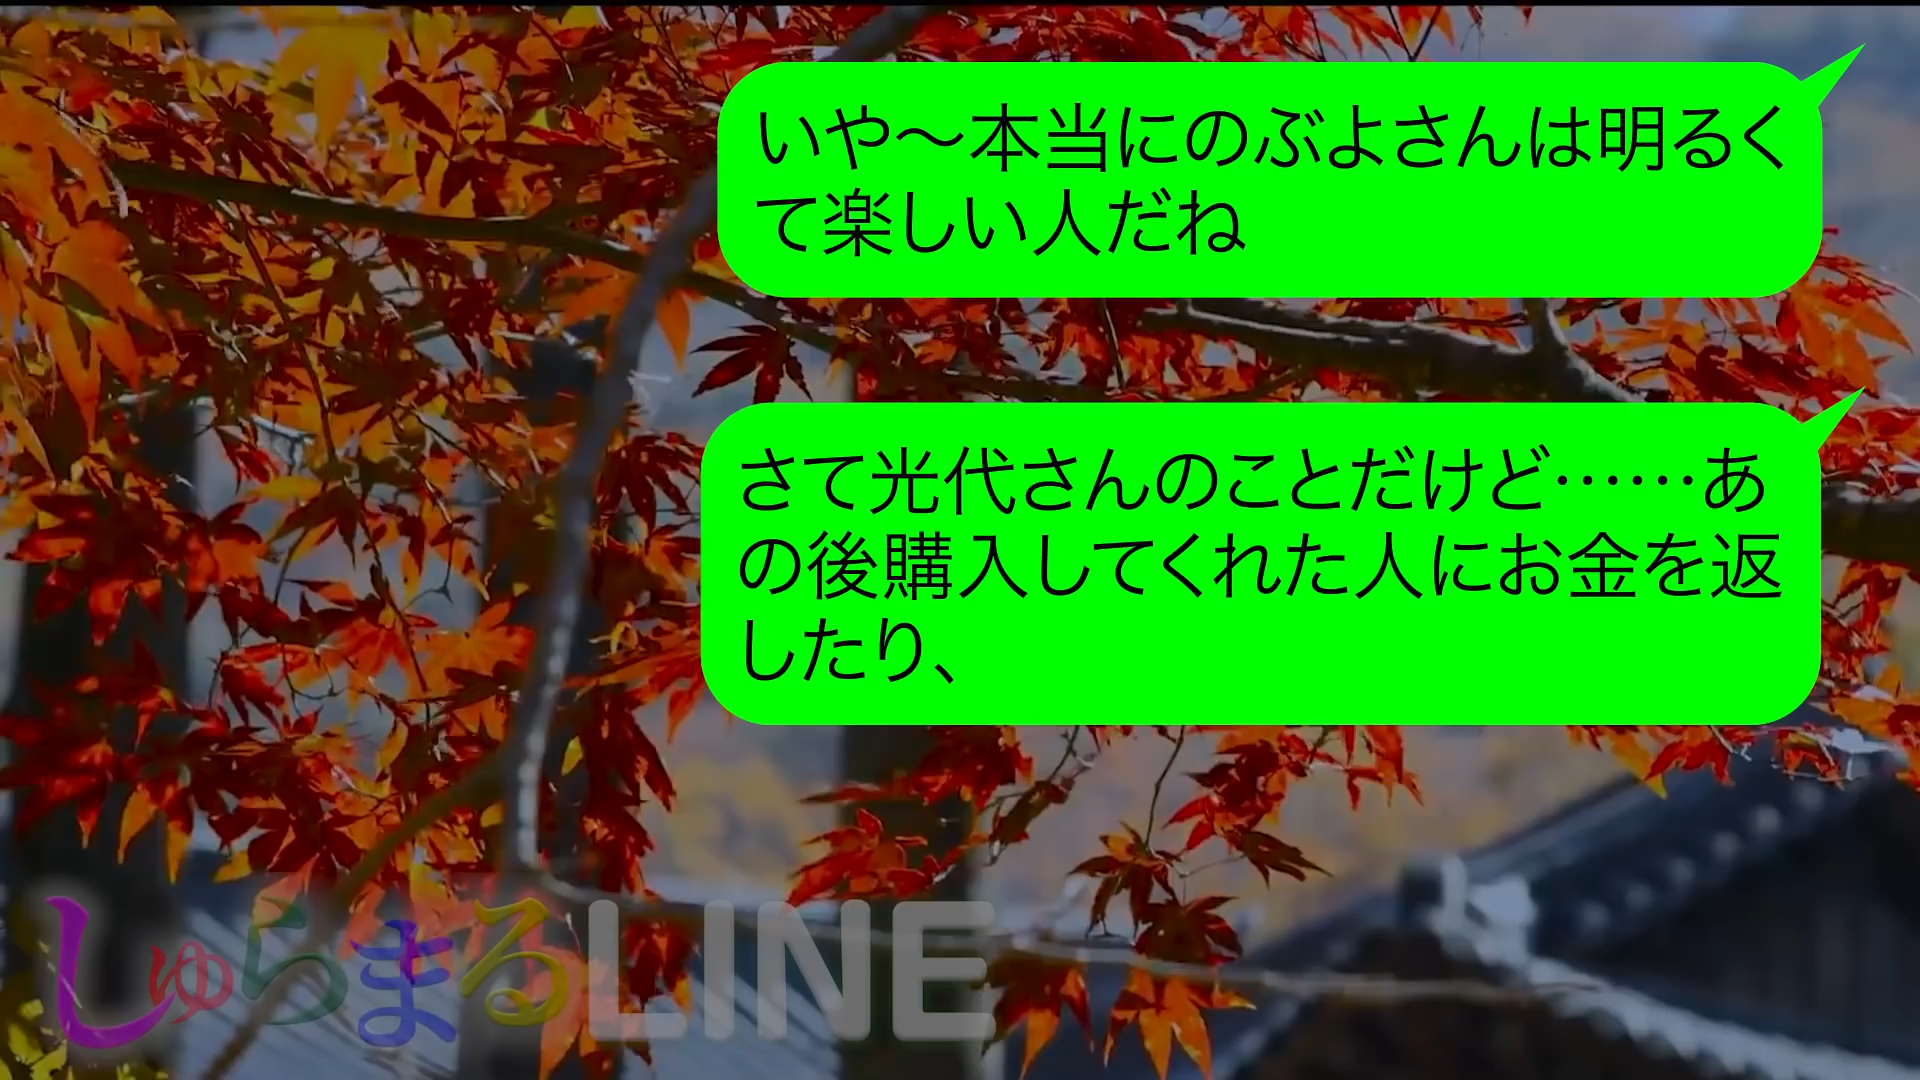 いや〜本当にのぶよさんは明るく
て楽しい人だね
さて光代さんのことだけど……あ
の後購入してくれた人にお金を返
したり、
しゅらまるLINE